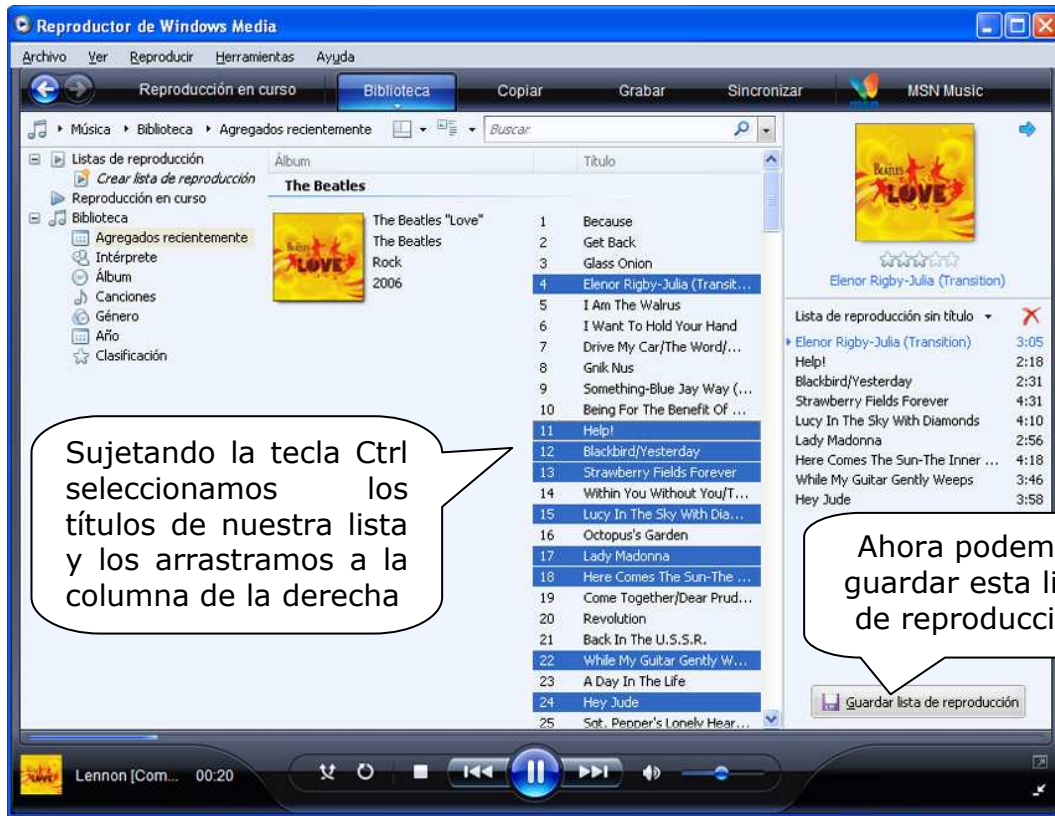 Reproductor de Windows Media
Archivo Ver Reproducir Herramientas Ayuda
Reproducción en curso Biblioteca Copiar Grabar Sincronizar msn MSN Music
Música Biblioteca Agregados recientemente Buscar
Listas de reproducción
Crear lista de reproducción
Reproducción en curso
Biblioteca
Agregados recientemente
Intérprete
Álbum
Canciones
Género
Año
Clasificación
Álbum Título
The Beatles
The Beatles "Love"
The Beatles
Rock
2006
Beatles
LOVE
1 Because
2 Get Back
3 Glass Onion
4 Elenor Rigby-Julia (Transit...
5 I Am The Walrus
6 I Want To Hold Your Hand
7 Drive My Car/The Word/...
8 Gnik Nus
9 Something-Blue Jay Way (...
10 Being For The Benefit Of ...
11 Help!
12 Blackbird/Yesterday
13 Strawberry Fields Forever
14 Within You Without You/T...
15 Lucy In The Sky With Dia...
16 Octopus's Garden
17 Lady Madonna
18 Here Comes The Sun-The ...
19 Come Together/Dear Prud...
20 Revolution
21 Back In The U.S.S.R.
22 While My Guitar Gently W...
23 A Day In The Life
24 Hey Jude
25 Sgt. Pepper's Lonely Hear...
Sujetando la tecla Ctrl
seleccionamos los
títulos de nuestra lista
y los arrastramos a la
columna de la derecha
Beatles
LOVE
Elenor Rigby-Julia (Transition)
Lista de reproducción sin título
Elenor Rigby-Julia (Transition) 3:05
Help! 2:18
Blackbird/Yesterday 2:31
Strawberry Fields Forever 4:31
Lucy In The Sky With Diamonds 4:10
Lady Madonna 2:56
Here Comes The Sun-The Inner ... 4:18
While My Guitar Gently Weeps 3:46
Hey Jude 3:58
Ahora podem
guardar esta li
de reproducci
Guardar lista de reproducción
LOVE
Lennon [Com... 00:20